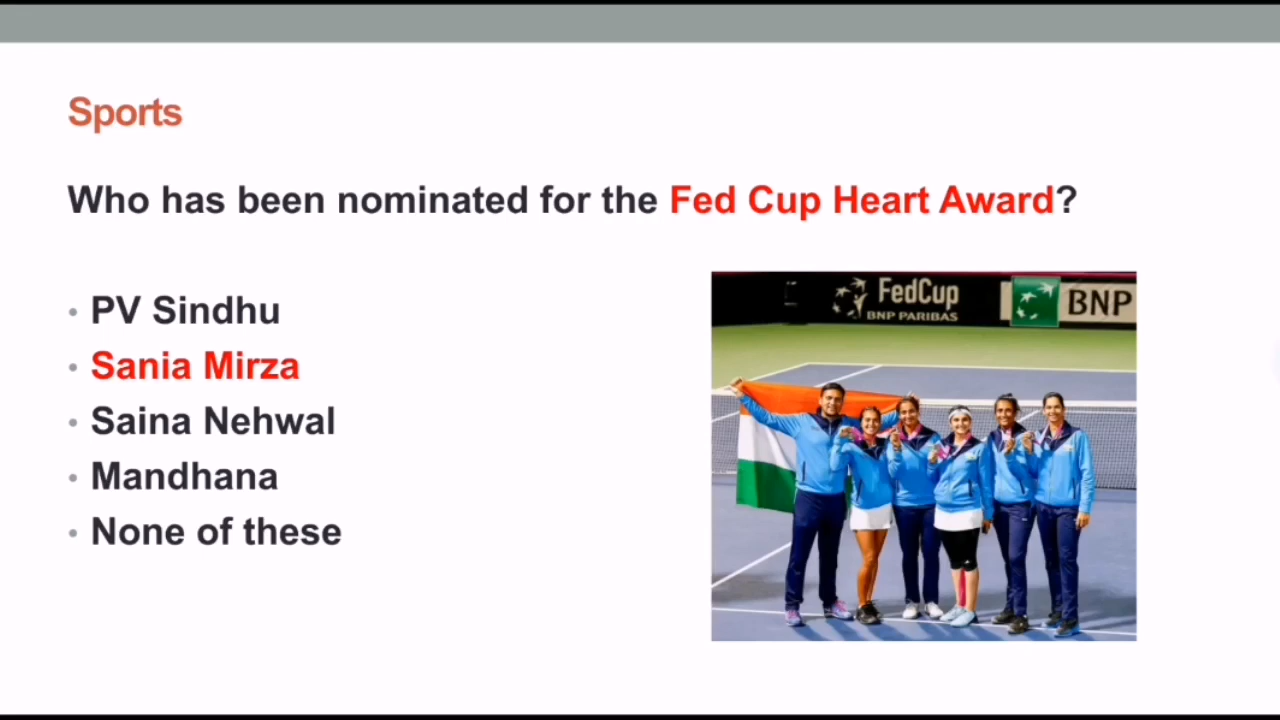 Sports
Who has been nominated for the Fed Cup Heart Award?
• PV Sindhu
• Sania Mirza
• Saina Nehwal
• Mandhana
• None of these
FedCup
BNP PARIBAS
BNP